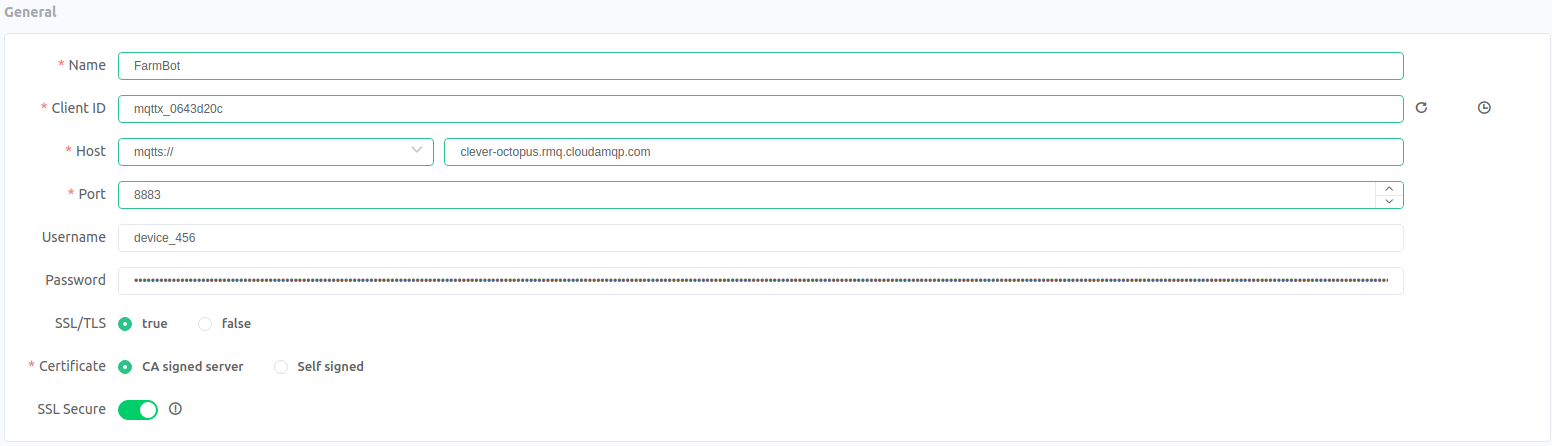 General
* Name FarmBot
* Client ID mqttx_0643d20c
* Host mqtts:// clever-octopus.rmq.cloudamqp.com
* Port 8883
Username device_456
Password
SSL/TLS true false
* Certificate CA signed server Self signed
SSL Secure